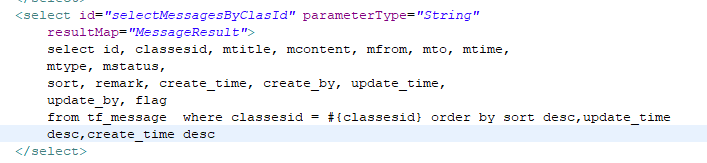 <select id="selectMessagesByClasId" parameterType="String"
resultMap="MessageResult">
select id, classesid, mtitle, mcontent, mfrom, mto, mtime,
mtype, mstatus,
sort, remark, create_time, create_by, update_time,
update_by, flag
from tf_message  where classesid = #{classesid} order by sort desc,update_time
desc,create_time desc
</select>